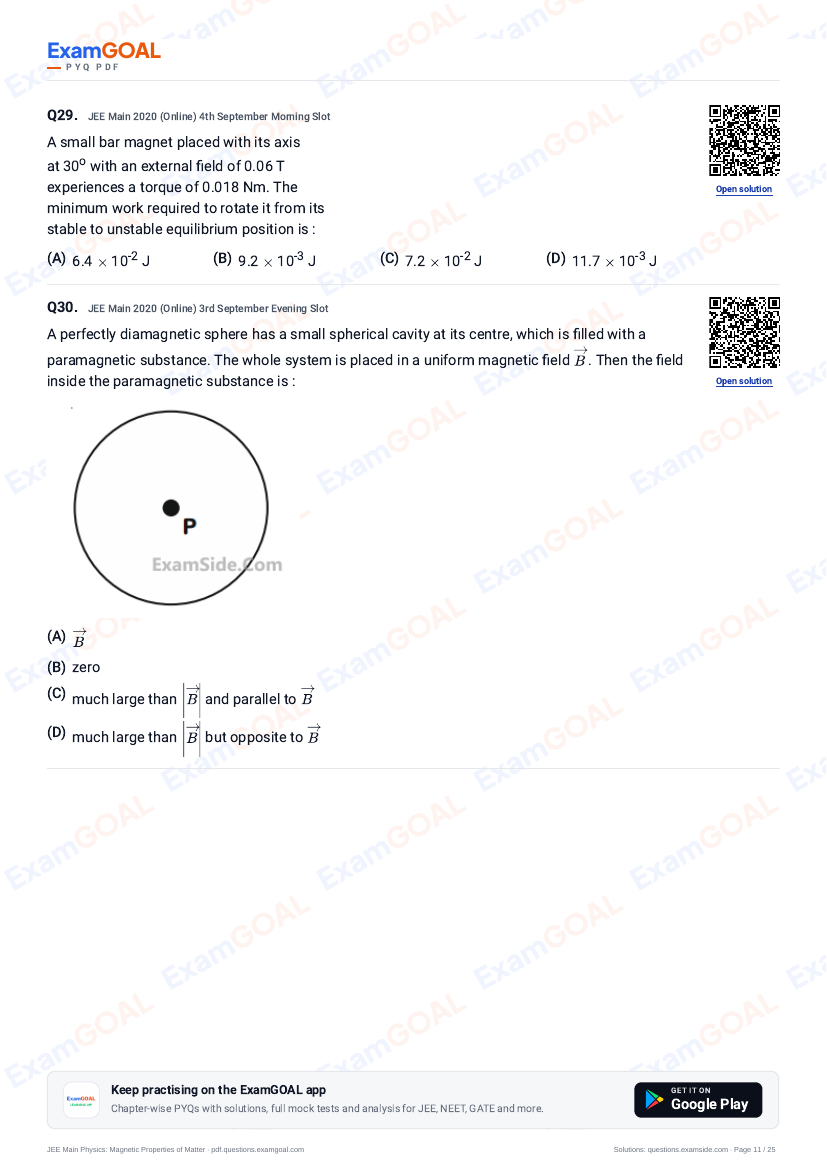 ExamGOAL
PYQ PDF
Q29. JEE Main 2020 (Online) 4th September Morning Slot
A small bar magnet placed with its axis
at 30° with an external field of 0.06 T
experiences a torque of 0.018 Nm. The
minimum work required to rotate it from its
stable to unstable equilibrium position is :
(A) 6.4 × 10⁻² J (B) 9.2 × 10⁻³ J (C) 7.2 × 10⁻² J (D) 11.7 × 10⁻³ J
Open solution
Q30. JEE Main 2020 (Online) 3rd September Evening Slot
A perfectly diamagnetic sphere has a small spherical cavity at its centre, which is filled with a
paramagnetic substance. The whole system is placed in a uniform magnetic field B⃗. Then the field
inside the paramagnetic substance is :
Open solution
P
ExamSide.Com
(A) B⃗
(B) zero
(C) much large than |B⃗| and parallel to B⃗
(D) much large than |B⃗| but opposite to B⃗
Keep practising on the ExamGOAL app
Chapter-wise PYQs with solutions, full mock tests and analysis for JEE, NEET, GATE and more.
GET IT ON
Google Play
JEE Main Physics: Magnetic Properties of Matter · pdf.questions.examgoal.com
Solutions: questions.examside.com · Page 11 / 25